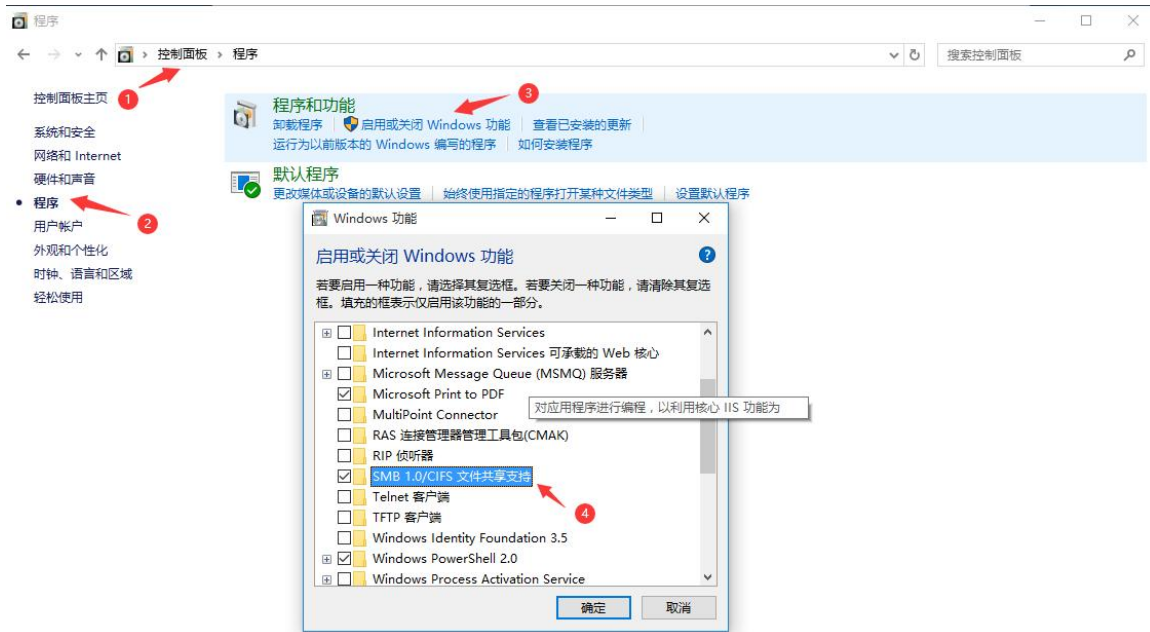 程序
控制面板 › 程序
搜索控制面板
1
控制面板主页
系统和安全
网络和 Internet
硬件和声音
程序
用户帐户
外观和个性化
时钟、语言和区域
轻松使用
2
3
程序和功能
卸载程序 启用或关闭 Windows 功能 查看已安装的更新
运行为以前版本的 Windows 编写的程序 如何安装程序
默认程序
更改媒体或设备的默认设置 始终使用指定的程序打开某种文件类型 设置默认程序
Windows 功能
启用或关闭 Windows 功能
?
若要启用一种功能，请选择其复选框。若要关闭一种功能，请清除其复选
框。填充的框表示仅启用该功能的一部分。
Internet Information Services
Internet Information Services 可承载的 Web 核心
Microsoft Message Queue (MSMQ) 服务器
Microsoft Print to PDF
对应用程序进行编程，以利用核心 IIS 功能为
MultiPoint Connector
RAS 连接管理器管理工具包(CMAK)
RIP 侦听器
SMB 1.0/CIFS 文件共享支持
Telnet 客户端
4
TFTP 客户端
Windows Identity Foundation 3.5
Windows PowerShell 2.0
Windows Process Activation Service
确定 取消